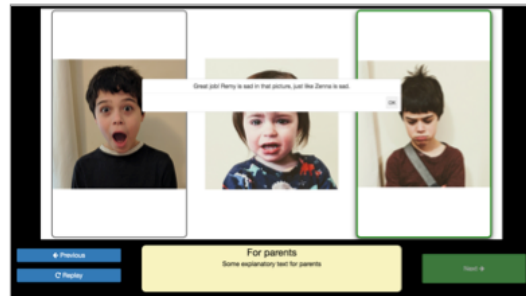 Great job! Remy is sad in that picture, just like Zenna is sad.
OK
← Previous
Replay
For parents
Some explanatory text for parents
Next →